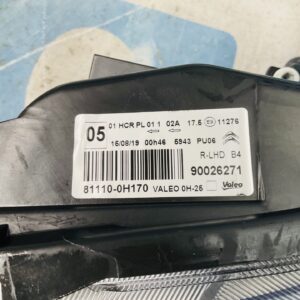 05
01 HCR PL 01 1 02A 17.5 11276
15/08/19 00h46 5943 PU06
R-LHD B4
90026271
81110-0H170 VALEO 0H-25 Valeo